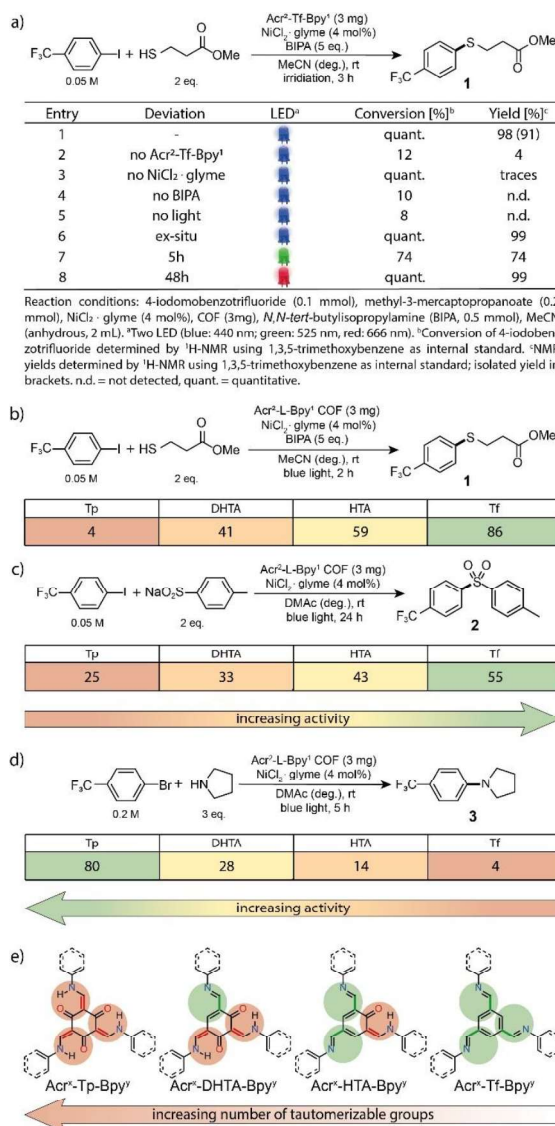 a)
F₃C
I
+
HS
O
OMe
0.05 M
2 eq.
Acr²-Tf-Bpy¹ (3 mg)
NiCl₂· glyme (4 mol%)
BIPA (5 eq.)
MeCN (deg.), rt
irridiation, 3 h
F₃C
S
O
OMe
1
Entry Deviation LEDᵃ Conversion [%]ᵇ Yield [%]ᶜ
1 - quant. 98 (91)
2 no Acr²-Tf-Bpy¹ 12 4
3 no NiCl₂· glyme quant. traces
4 no BIPA 10 n.d.
5 no light 8 n.d.
6 ex-situ quant. 99
7 5h 74 74
8 48h quant. 99
Reaction conditions: 4-iodomobenzotrifluoride (0.1 mmol), methyl-3-mercaptopropanoate (0.2
mmol), NiCl₂ · glyme (4 mol%), COF (3mg), N,N-tert-butylisopropylamine (BIPA, 0.5 mmol), MeCN
(anhydrous, 2 mL). ᵃTwo LED (blue: 440 nm; green: 525 nm, red: 666 nm). ᵇConversion of 4-iodoben-
zotrifluoride determined by ¹H-NMR using 1,3,5-trimethoxybenzene as internal standard. ᶜNMR
yields determined by ¹H-NMR using 1,3,5-trimethoxybenzene as internal standard; isolated yield in
brackets. n.d. = not detected, quant. = quantitative.
b)
F₃C
I
+
HS
O
OMe
0.05 M
2 eq.
Acr²-L-Bpy¹ COF (3 mg)
NiCl₂· glyme (4 mol%)
BIPA (5 eq.)
MeCN (deg.), rt
blue light, 2 h
F₃C
S
O
OMe
1
Tp DHTA HTA Tf
4 41 59 86
c)
F₃C
I
+
NaO₂S
0.05 M
2 eq.
Acr²-L-Bpy¹ COF (3 mg)
NiCl₂· glyme (4 mol%)
DMAc (deg.), rt
blue light, 24 h
O
O
S
F₃C
2
Tp DHTA HTA Tf
25 33 43 55
increasing activity
d)
F₃C
Br
+
HN
0.2 M
3 eq.
Acr²-L-Bpy¹ COF (3 mg)
NiCl₂· glyme (4 mol%)
DMAc (deg.), rt
blue light, 5 h
F₃C
N
3
Tp DHTA HTA Tf
80 28 14 4
increasing activity
e)
H N O O N H N H O
N O N H N H O
N O N H N
N N N
Acrˣ-Tp-Bpyʸ Acrˣ-DHTA-Bpyʸ Acrˣ-HTA-Bpyʸ Acrˣ-Tf-Bpyʸ
increasing number of tautomerizable groups